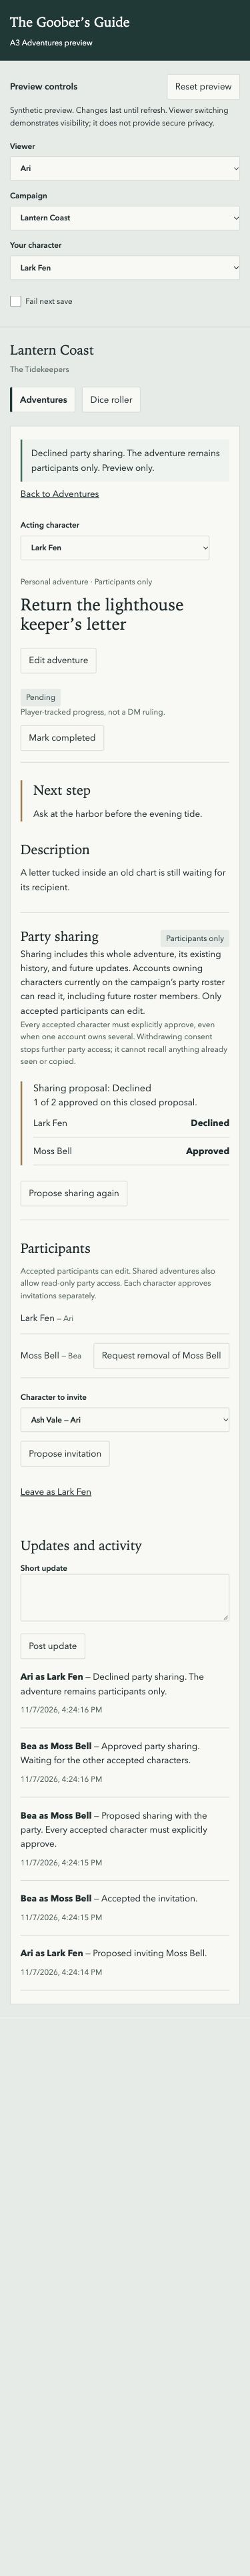 The Goober's Guide
A3 Adventures preview
Preview controls
Reset preview
Synthetic preview. Changes last until refresh. Viewer switching
demonstrates visibility; it does not provide secure privacy.
Viewer
Ari
Campaign
Lantern Coast
Your character
Lark Fen
Fail next save
Lantern Coast
The Tidekeepers
Adventures
Dice roller
Declined party sharing. The adventure remains
participants only. Preview only.
Back to Adventures
Acting character
Lark Fen
Personal adventure · Participants only
Return the lighthouse
keeper's letter
Edit adventure
Pending
Player-tracked progress, not a DM ruling.
Mark completed
Next step
Ask at the harbor before the evening tide.
Description
A letter tucked inside an old chart is still waiting for
its recipient.
Party sharing
Participants only
Sharing includes this whole adventure, its existing
history, and future updates. Accounts owning
characters currently on the campaign's party roster
can read it, including future roster members. Only
accepted participants can edit.
Every accepted character must explicitly approve, even
when one account owns several. Withdrawing consent
stops further party access; it cannot recall anything already
seen or copied.
Sharing proposal: Declined
1 of 2 approved on this closed proposal.
Lark Fen
Declined
Moss Bell
Approved
Propose sharing again
Participants
Accepted participants can edit. Shared adventures also
allow read-only party access. Each character approves
invitations separately.
Lark Fen — Ari
Moss Bell — Bea
Request removal of Moss Bell
Character to invite
Ash Vale — Ari
Propose invitation
Leave as Lark Fen
Updates and activity
Short update
Post update
Ari as Lark Fen — Declined party sharing. The
adventure remains participants only.
11/7/2026, 4:24:16 PM
Bea as Moss Bell — Approved party sharing.
Waiting for the other accepted characters.
11/7/2026, 4:24:16 PM
Bea as Moss Bell — Proposed sharing with the
party. Every accepted character must explicitly
approve.
11/7/2026, 4:24:15 PM
Bea as Moss Bell — Accepted the invitation.
11/7/2026, 4:24:15 PM
Ari as Lark Fen — Proposed inviting Moss Bell.
11/7/2026, 4:24:14 PM